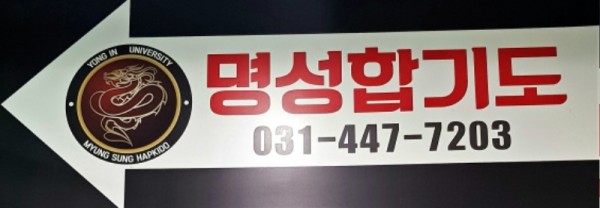 YONG IN UNIVERSITY
MYUNG SUNG HAPKIDO
명성합기도
031-447-7203